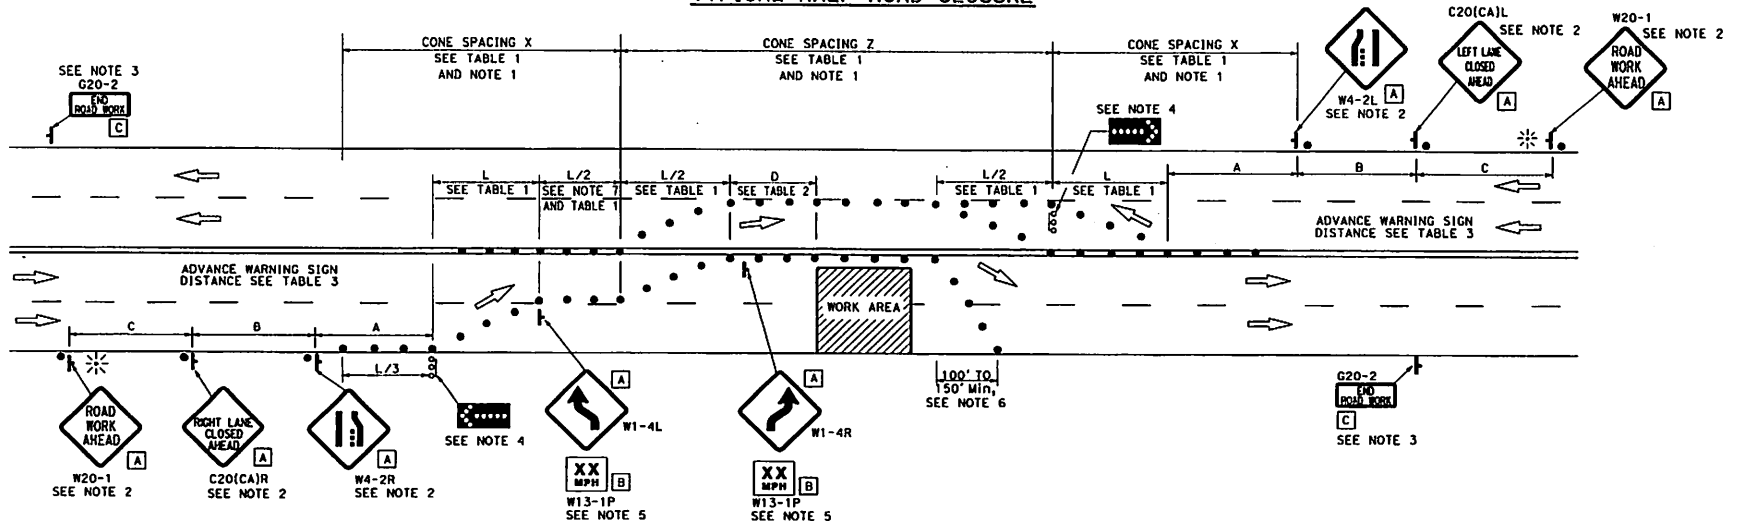 TYPICAL HALF ROAD CLOSURE
CONE SPACING X
SEE TABLE 1
AND NOTE 1
CONE SPACING Z
SEE TABLE 1
AND NOTE 1
CONE SPACING X
SEE TABLE 1
AND NOTE 1
SEE NOTE 3
G20-2
END
ROAD WORK
C
SEE NOTE 4
W4-2L
A
SEE NOTE 2
C20(CA)L
SEE NOTE 2
LEFT LANE
CLOSED
AHEAD
A
W20-1
SEE NOTE 2
ROAD
WORK
AHEAD
A
L
SEE TABLE 1
L/2
SEE NOTE 7
AND TABLE 1
L/2
SEE TABLE 1
D
SEE TABLE 2
L/2
SEE TABLE 1
L
SEE TABLE 1
A
B
C
ADVANCE WARNING SIGN
DISTANCE SEE TABLE 3
ADVANCE WARNING SIGN
DISTANCE SEE TABLE 3
WORK AREA
C
B
A
L/3
100' TO
150' Min,
SEE NOTE 6
ROAD
WORK
AHEAD
A
W20-1
SEE NOTE 2
RIGHT LANE
CLOSED
AHEAD
A
C20(CA)R
SEE NOTE 2
A
W4-2R
SEE NOTE 2
SEE NOTE 4
A
W1-4L
XX
MPH
B
W13-1P
SEE NOTE 5
A
W1-4R
XX
MPH
B
W13-1P
SEE NOTE 5
G20-2
END
ROAD WORK
C
SEE NOTE 3